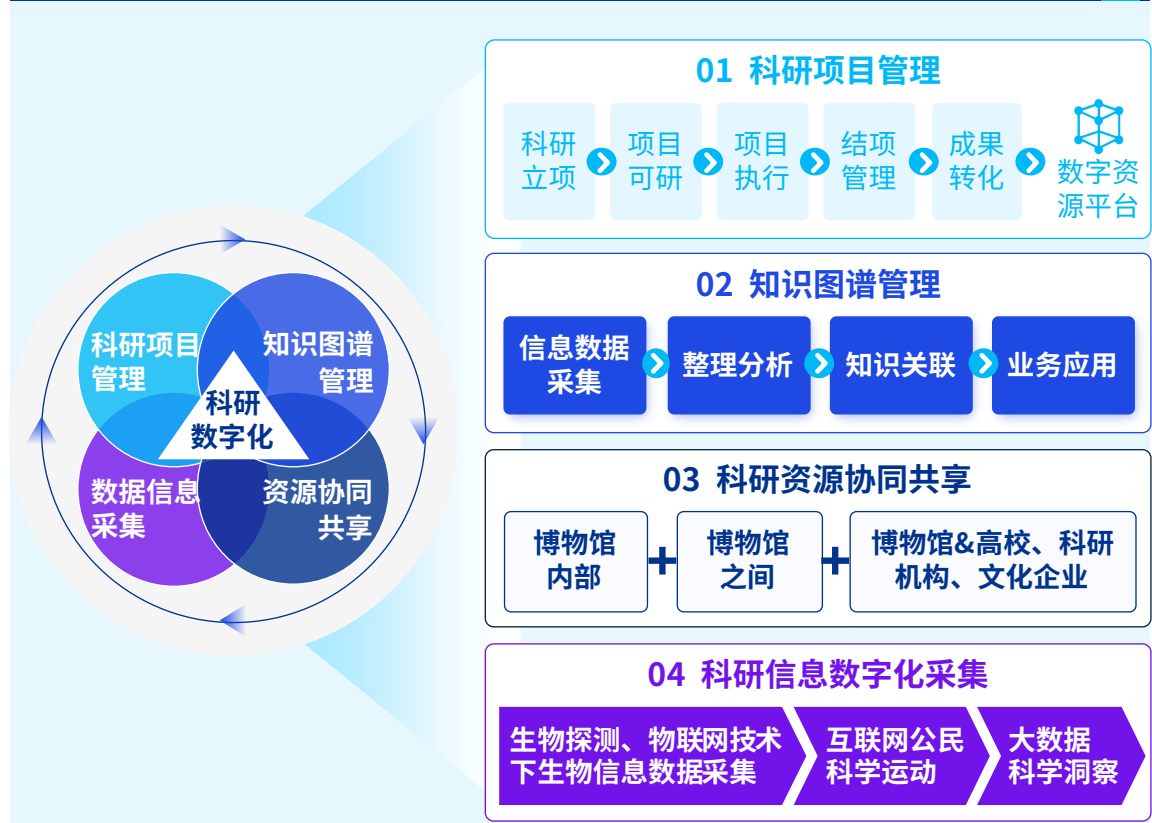 科研项目
管理
知识图谱
管理
科研
数字化
数据信息
采集
资源协同
共享
01 科研项目管理
科研
立项
项目
可研
项目
执行
结项
管理
成果
转化
数字资
源平台
02 知识图谱管理
信息数据
采集
整理分析
知识关联
业务应用
03 科研资源协同共享
博物馆
内部
+
博物馆
之间
+
博物馆&高校、科研
机构、文化企业
04 科研信息数字化采集
生物探测、物联网技术
下生物信息数据采集
互联网公民
科学运动
大数据
科学洞察